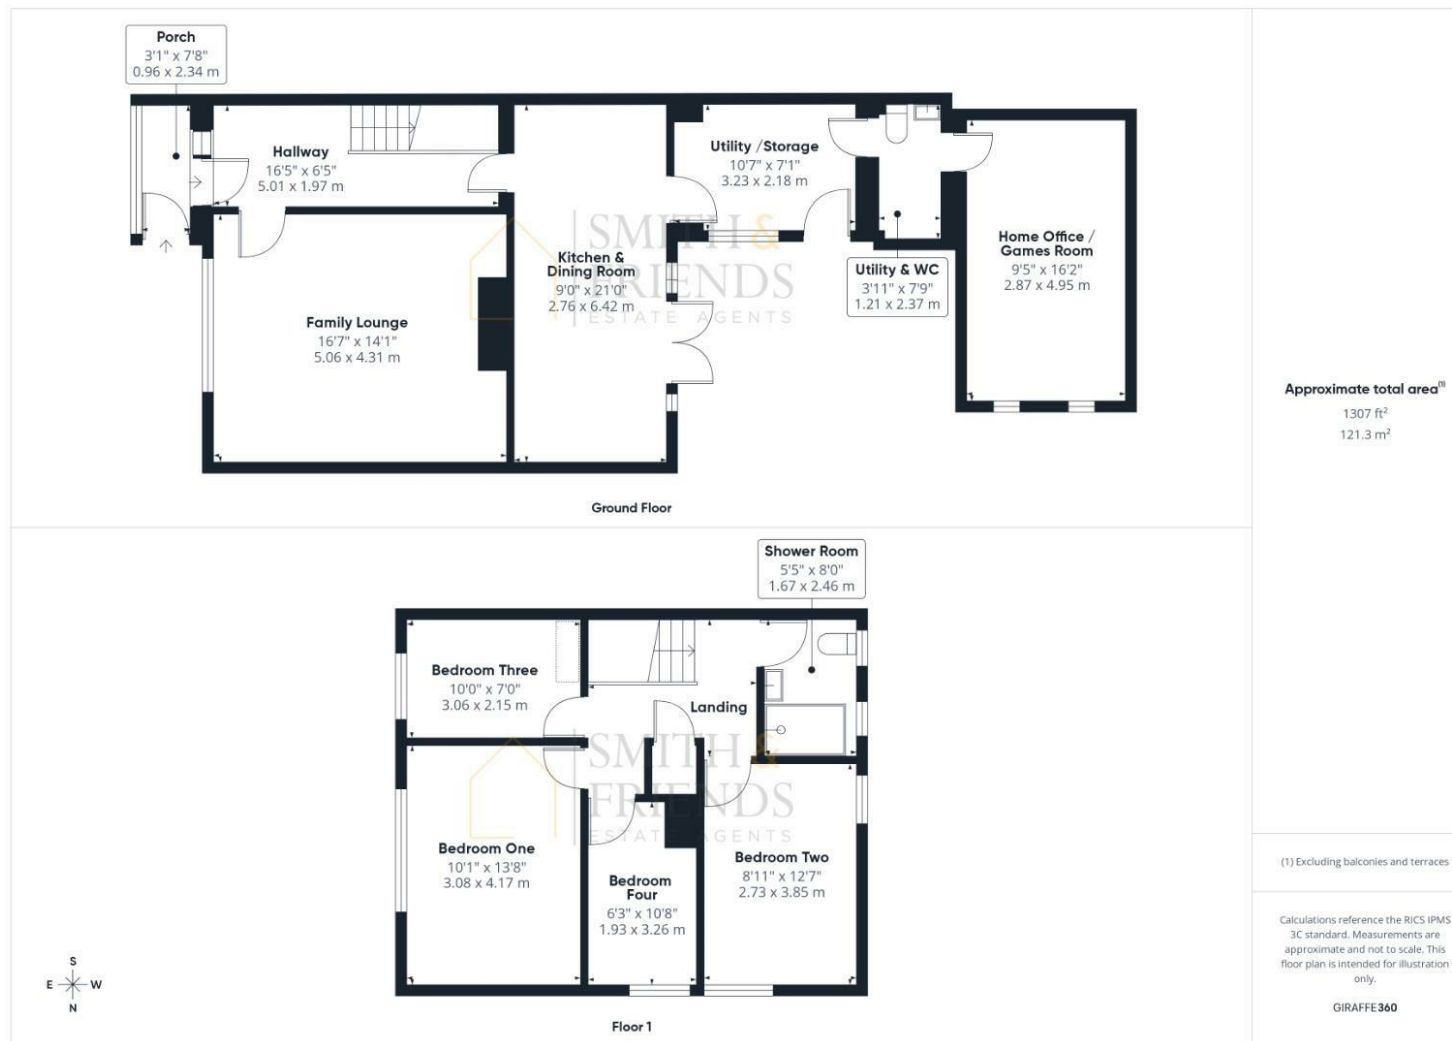 Porch
3'1" x 7'8"
0.96 x 2.34 m
Hallway
16'5" x 6'5"
5.01 x 1.97 m
Utility /Storage
10'7" x 7'1"
3.23 x 2.18 m
Kitchen &
Dining Room
9'0" x 21'0"
2.76 x 6.42 m
Home Office /
Games Room
9'5" x 16'2"
2.87 x 4.95 m
Utility & WC
3'11" x 7'9"
1.21 x 2.37 m
Family Lounge
16'7" x 14'1"
5.06 x 4.31 m
SMITH &
FRIENDS
ESTATE AGENTS
Ground Floor
Approximate total area(1)
1307 ft²
121.3 m²
Shower Room
5'5" x 8'0"
1.67 x 2.46 m
Bedroom Three
10'0" x 7'0"
3.06 x 2.15 m
Landing
SMITH &
FRIENDS
ESTATE AGENTS
Bedroom One
10'1" x 13'8"
3.08 x 4.17 m
Bedroom
Four
6'3" x 10'8"
1.93 x 3.26 m
Bedroom Two
8'11" x 12'7"
2.73 x 3.85 m
S
E W
N
Floor 1
(1) Excluding balconies and terraces
Calculations reference the RICS IPMS
3C standard. Measurements are
approximate and not to scale. This
floor plan is intended for illustration
only.
GIRAFFE360